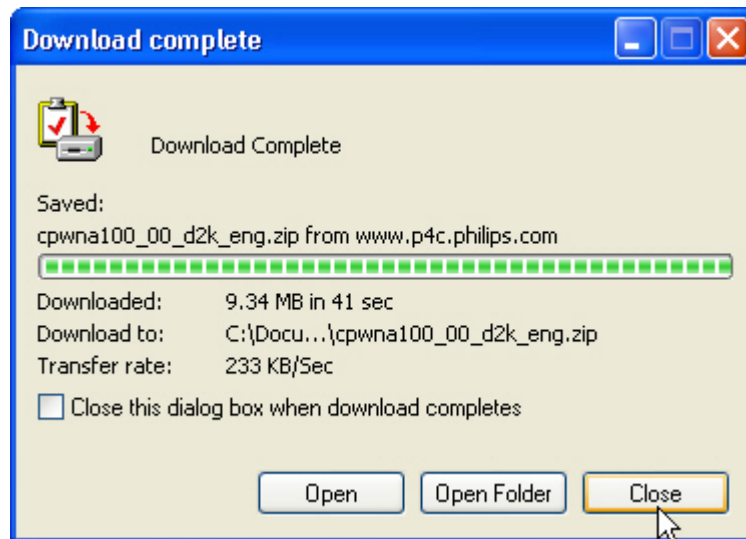 Download complete
Download Complete
Saved:
cpwna100_00_d2k_eng.zip from www.p4c.philips.com
Downloaded: 9.34 MB in 41 sec
Download to: C:\Docu...\cpwna100_00_d2k_eng.zip
Transfer rate: 233 KB/Sec
Close this dialog box when download completes
Open Open Folder Close